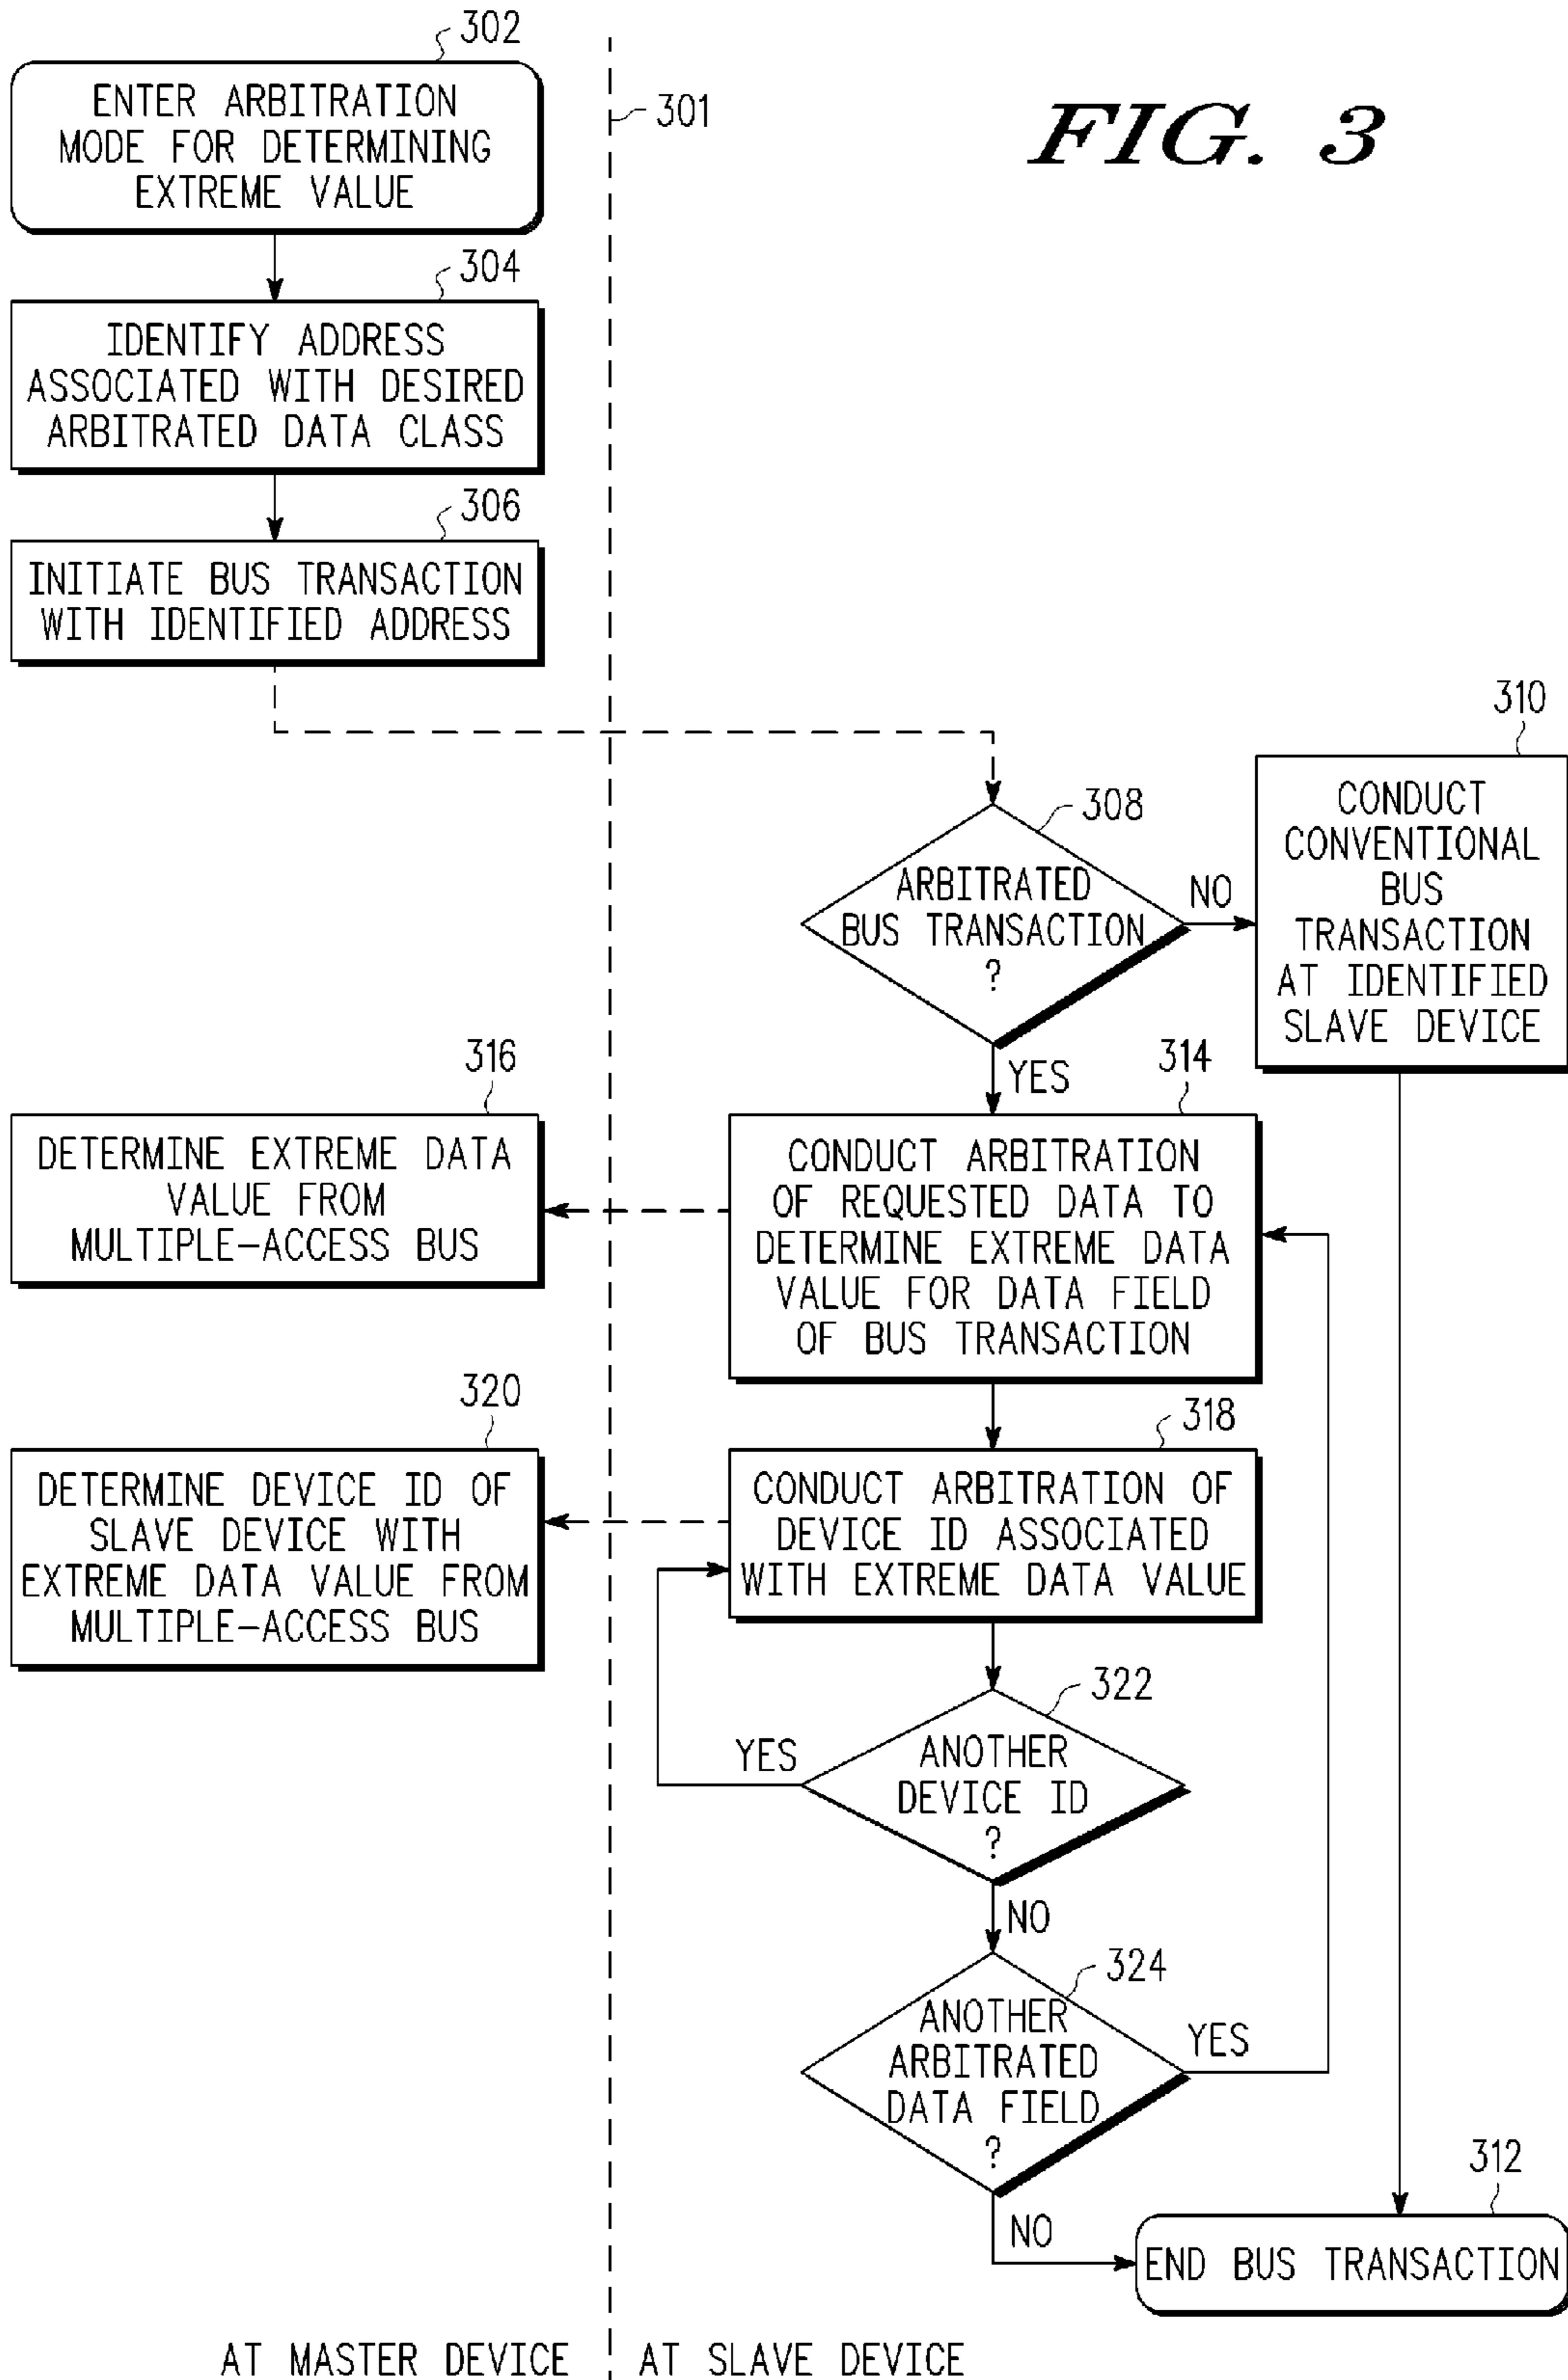 302
ENTER ARBITRATION
MODE FOR DETERMINING
EXTREME VALUE
301
FIG. 3
304
IDENTIFY ADDRESS
ASSOCIATED WITH DESIRED
ARBITRATED DATA CLASS
306
INITIATE BUS TRANSACTION
WITH IDENTIFIED ADDRESS
308
ARBITRATED
BUS TRANSACTION
?
NO
YES
310
CONDUCT
CONVENTIONAL
BUS
TRANSACTION
AT IDENTIFIED
SLAVE DEVICE
314
CONDUCT ARBITRATION
OF REQUESTED DATA TO
DETERMINE EXTREME DATA
VALUE FOR DATA FIELD
OF BUS TRANSACTION
316
DETERMINE EXTREME DATA
VALUE FROM
MULTIPLE-ACCESS BUS
318
CONDUCT ARBITRATION OF
DEVICE ID ASSOCIATED
WITH EXTREME DATA VALUE
320
DETERMINE DEVICE ID OF
SLAVE DEVICE WITH
EXTREME DATA VALUE FROM
MULTIPLE-ACCESS BUS
322
ANOTHER
DEVICE ID
?
YES
NO
324
ANOTHER
ARBITRATED
DATA FIELD
?
YES
NO
312
END BUS TRANSACTION
AT MASTER DEVICE
AT SLAVE DEVICE